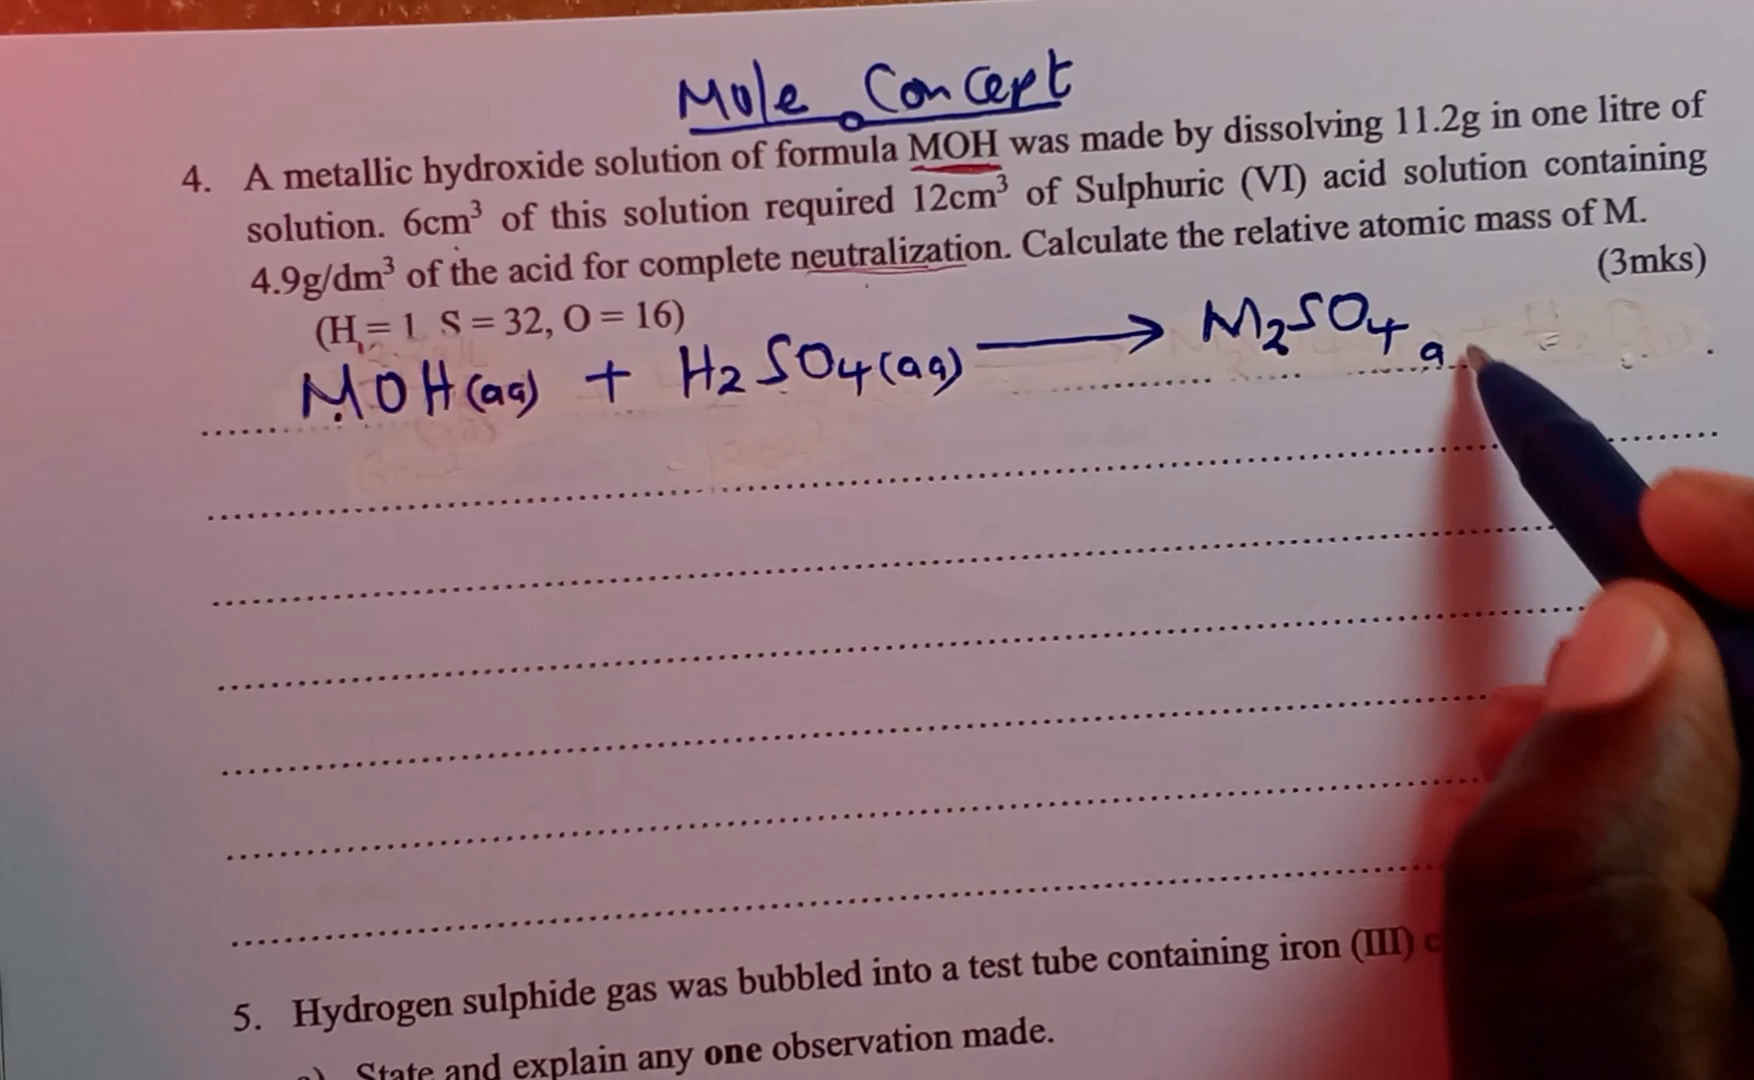 Mole Concept
4. A metallic hydroxide solution of formula MOH was made by dissolving 11.2g in one litre of
solution. 6cm³ of this solution required 12cm³ of Sulphuric (VI) acid solution containing
4.9g/dm³ of the acid for complete neutralization. Calculate the relative atomic mass of M.
(H = 1 S = 32, O = 16) (3mks)
MOH(aq) + H2SO4(aq) → M2SO4 a
5. Hydrogen sulphide gas was bubbled into a test tube containing iron (III)
State and explain any one observation made.